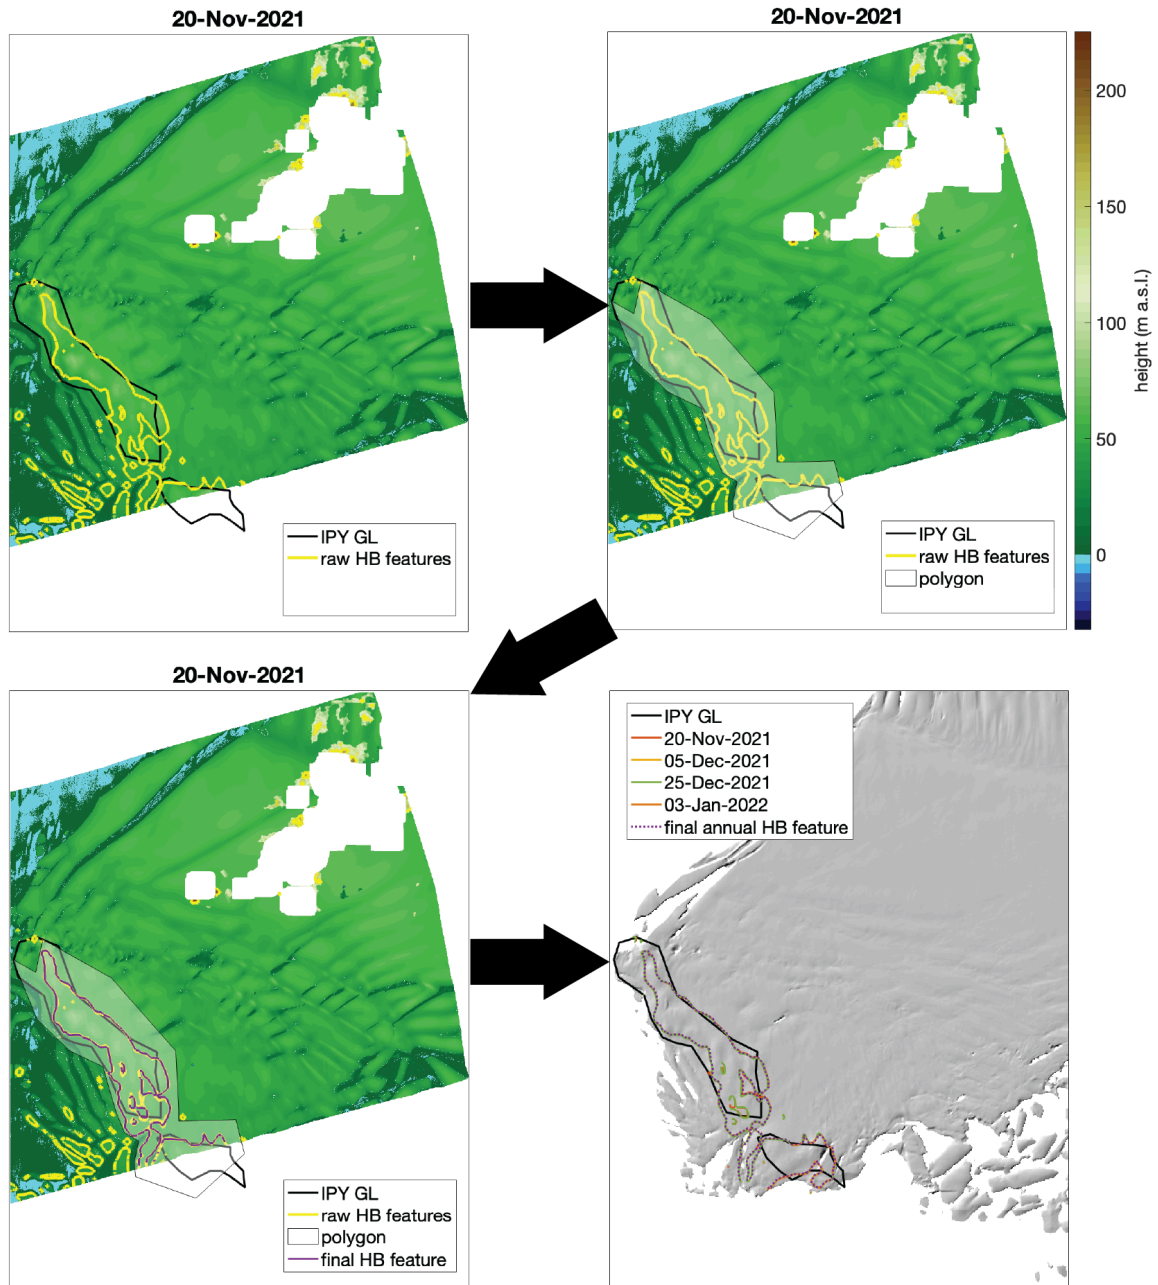 20-Nov-2021
IPY GL
raw HB features
20-Nov-2021
IPY GL
raw HB features
polygon
200
150
100
50
0
height (m a.s.l.)
20-Nov-2021
IPY GL
raw HB features
polygon
final HB feature
IPY GL
20-Nov-2021
05-Dec-2021
25-Dec-2021
03-Jan-2022
final annual HB feature